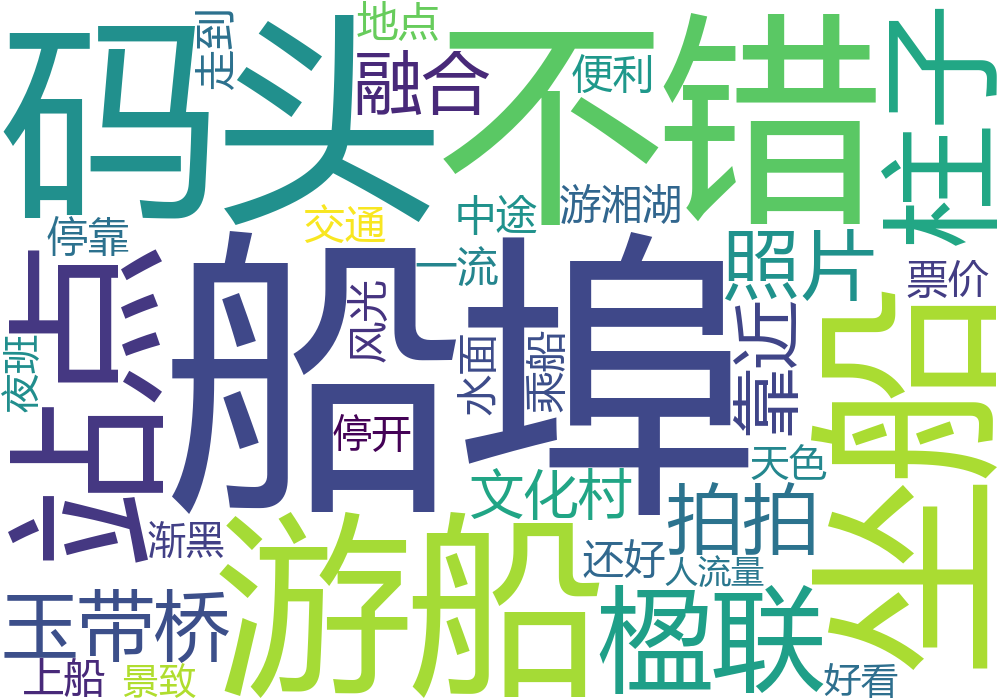 码头
走到
地点
融合
不错
便利
柱子
停靠
交通
中途
游湘湖
一流
照片
票价
站点
船埠
风光
水面
乘船
靠近
坐船
夜班
停开
文化村
天色
拍拍
渐黑
游船
还好
人流量
玉带桥
楹联
上船
景致
好看